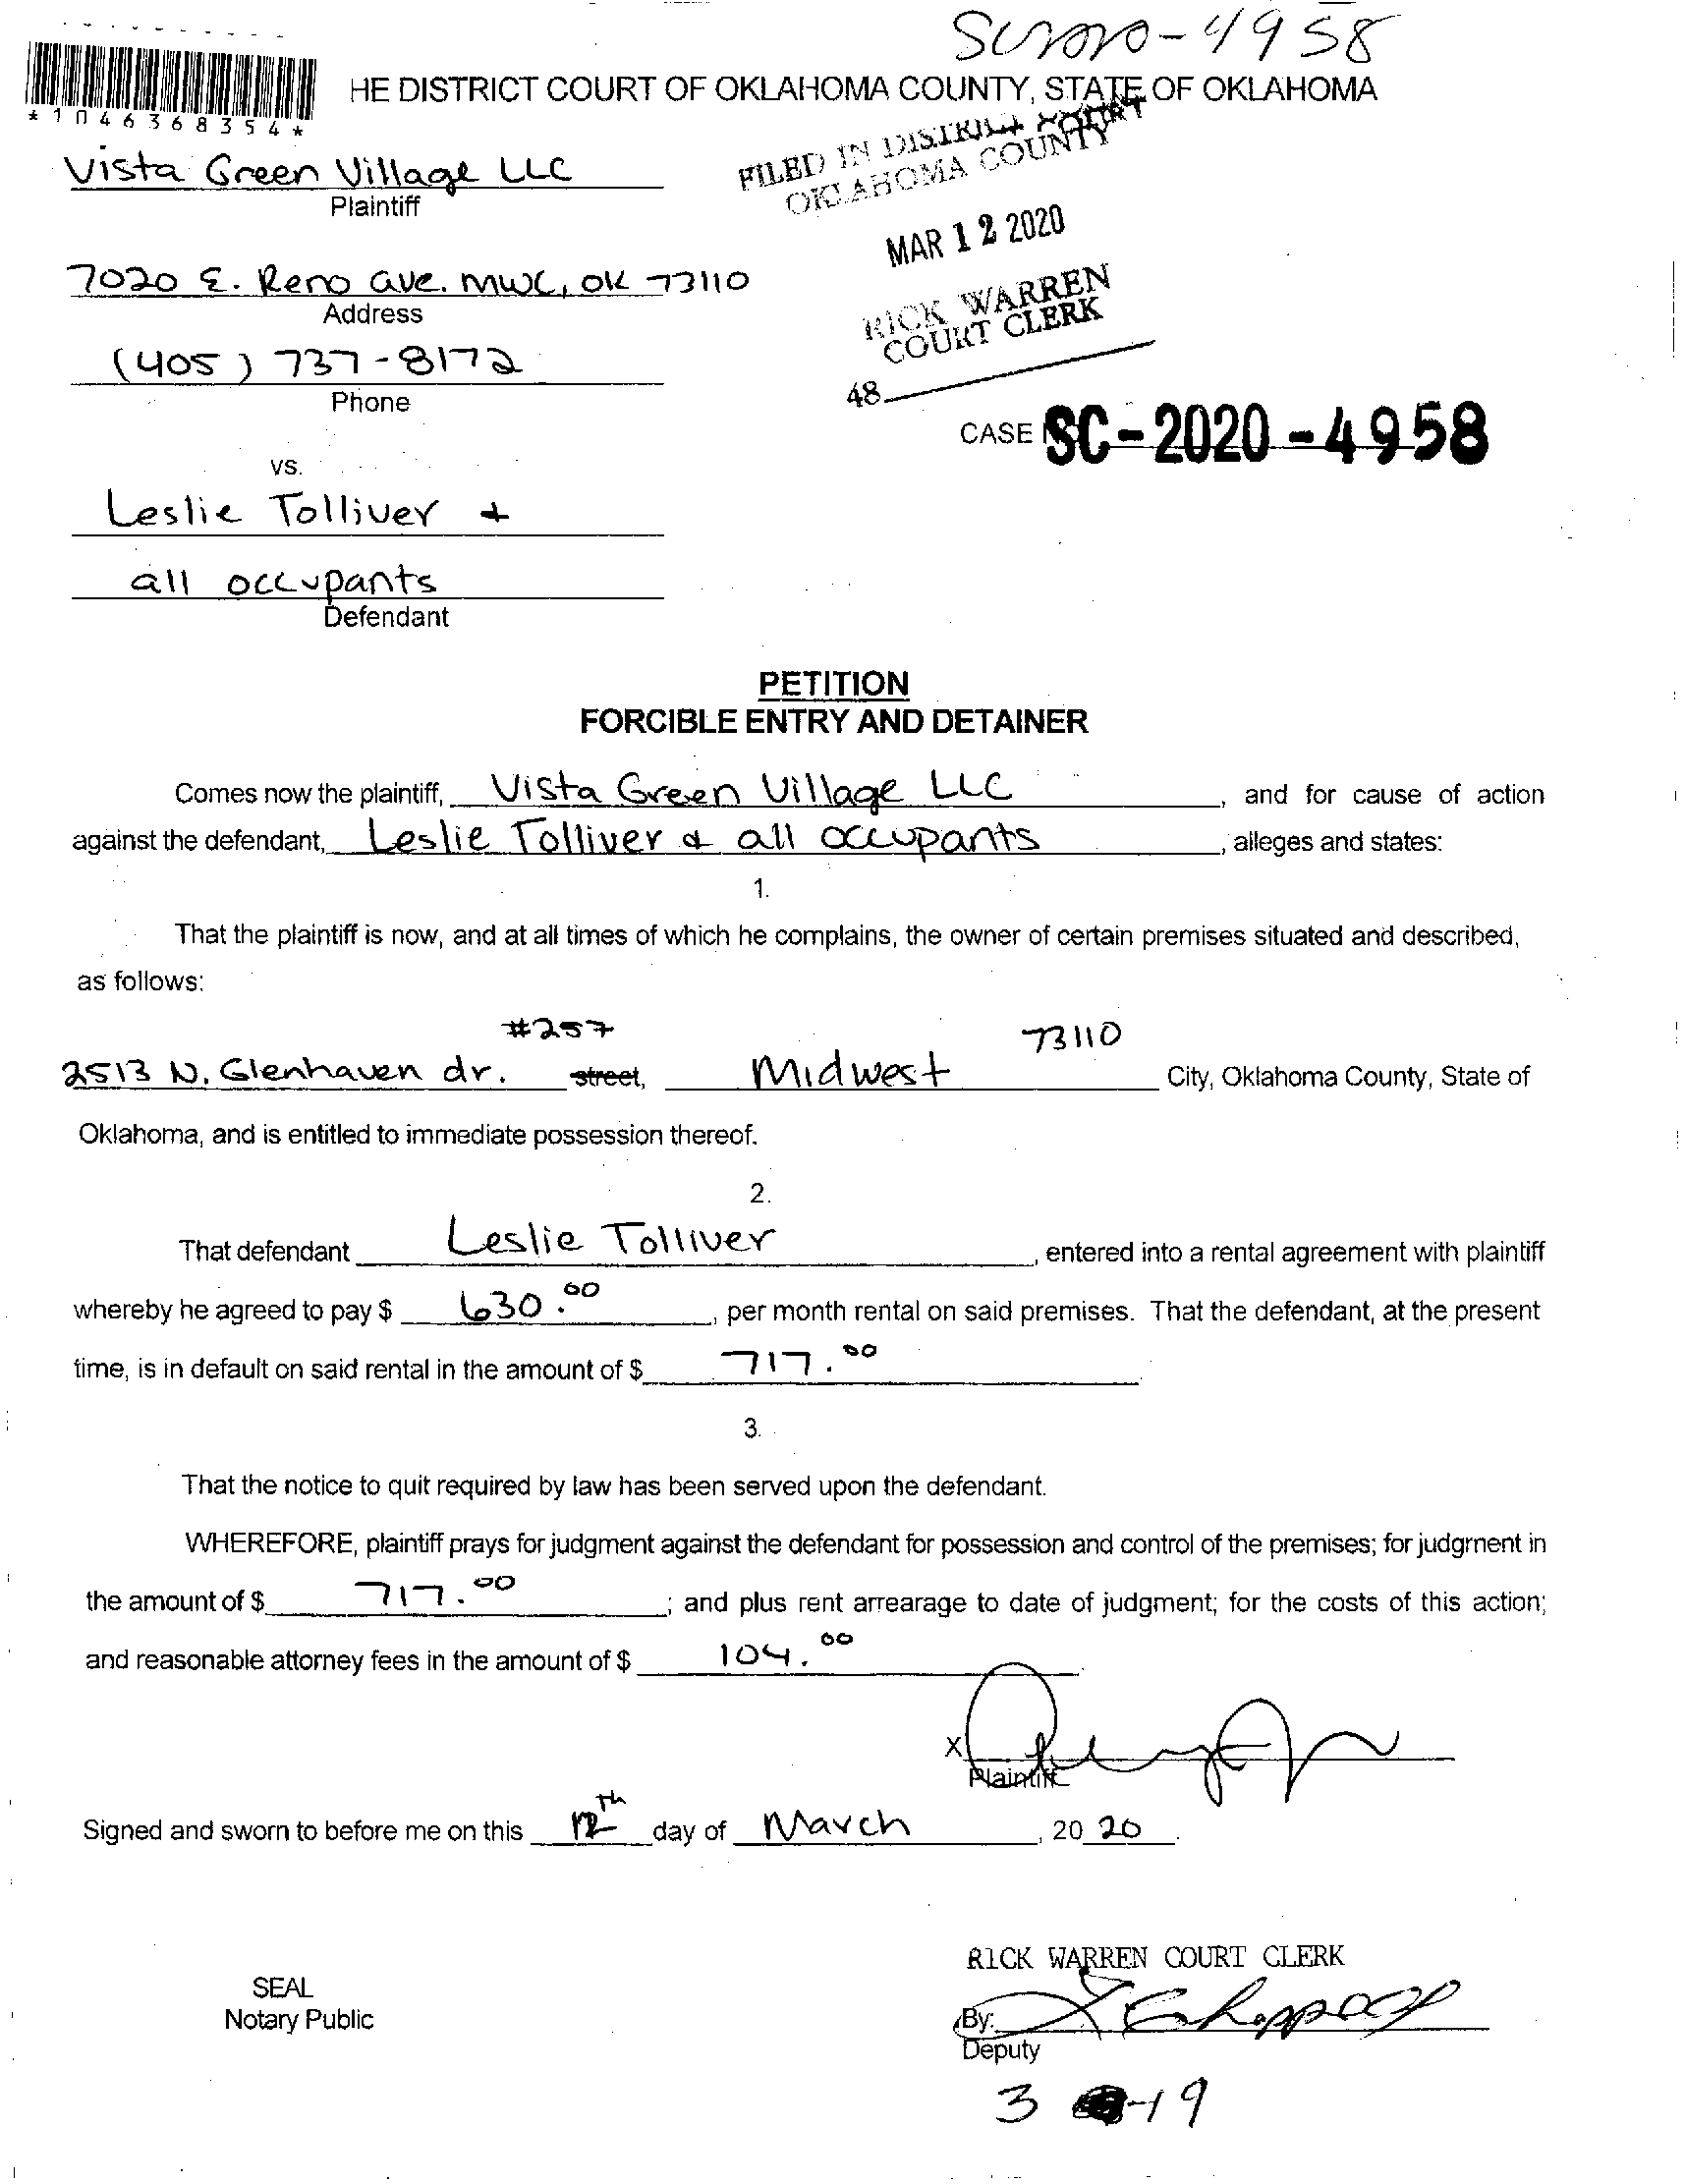 SC2020-4958
HE DISTRICT COURT OF OKLAHOMA COUNTY, STATE OF OKLAHOMA
*1046368354*
FILED IN DISTRICT COURT
OKLAHOMA COUNTY
Vista Green Village LLC
Plaintiff
MAR 12 2020
7020 E. Reno ave. MWC, OK 73110
Address
RICK WARREN
COURT CLERK
(405) 737-8172
Phone
48
CASE NO SC-2020-4958
vs.
Leslie Tolliver +
all occupants
Defendant
PETITION
FORCIBLE ENTRY AND DETAINER
Comes now the plaintiff, Vista Green Village LLC, and for cause of action
against the defendant, Leslie Tolliver & all occupants, alleges and states:
1.
That the plaintiff is now, and at all times of which he complains, the owner of certain premises situated and described,
as follows:
#257 73110
2513 N. Glenhaven dr. street, Midwest City, Oklahoma County, State of
Oklahoma, and is entitled to immediate possession thereof.
2.
That defendant Leslie Tolliver, entered into a rental agreement with plaintiff
whereby he agreed to pay $ 630.00, per month rental on said premises. That the defendant, at the present
time, is in default on said rental in the amount of $ 717.00
3.
That the notice to quit required by law has been served upon the defendant.
WHEREFORE, plaintiff prays for judgment against the defendant for possession and control of the premises; for judgment in
the amount of $ 717.00; and plus rent arrearage to date of judgment; for the costs of this action;
and reasonable attorney fees in the amount of $ 104.00
X
Plaintiff
Signed and sworn to before me on this 12th day of March, 20 20.
RICK WARREN COURT CLERK
SEAL
Notary Public
By:
Deputy
3 -19